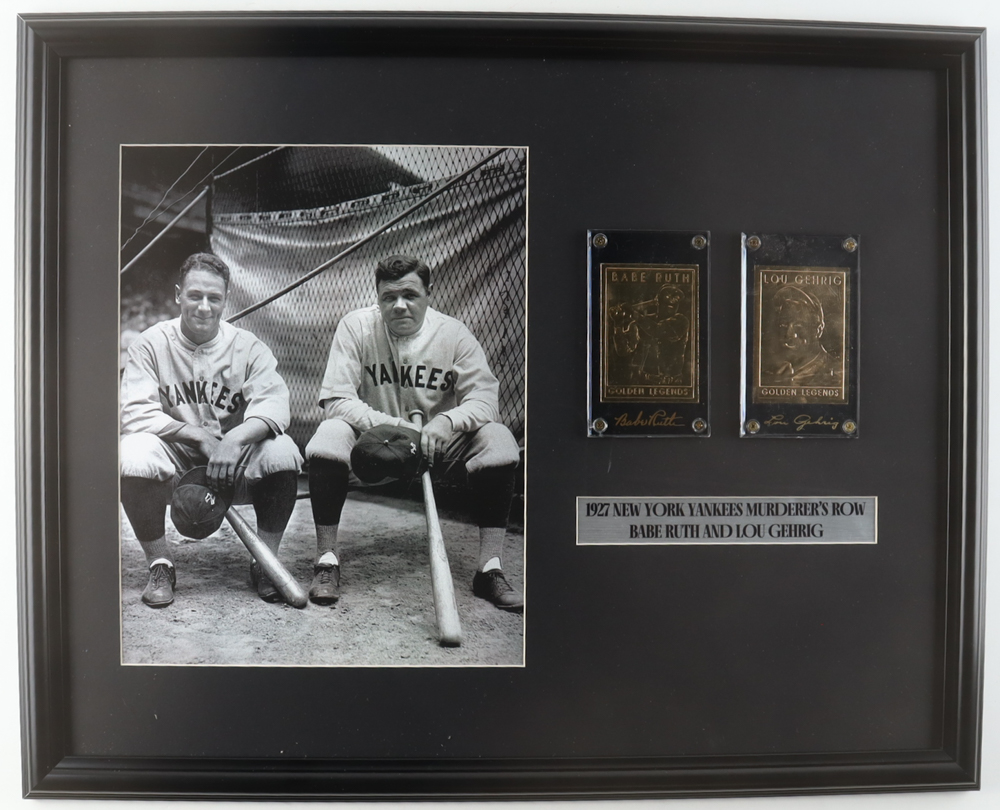 YANKEES
YANKEES
BABE RUTH
GOLDEN LEGENDS
Babe Ruth
LOU GEHRIG
GOLDEN LEGENDS
Lou Gehrig
1927 NEW YORK YANKEES MURDERER'S ROW
BABE RUTH AND LOU GEHRIG